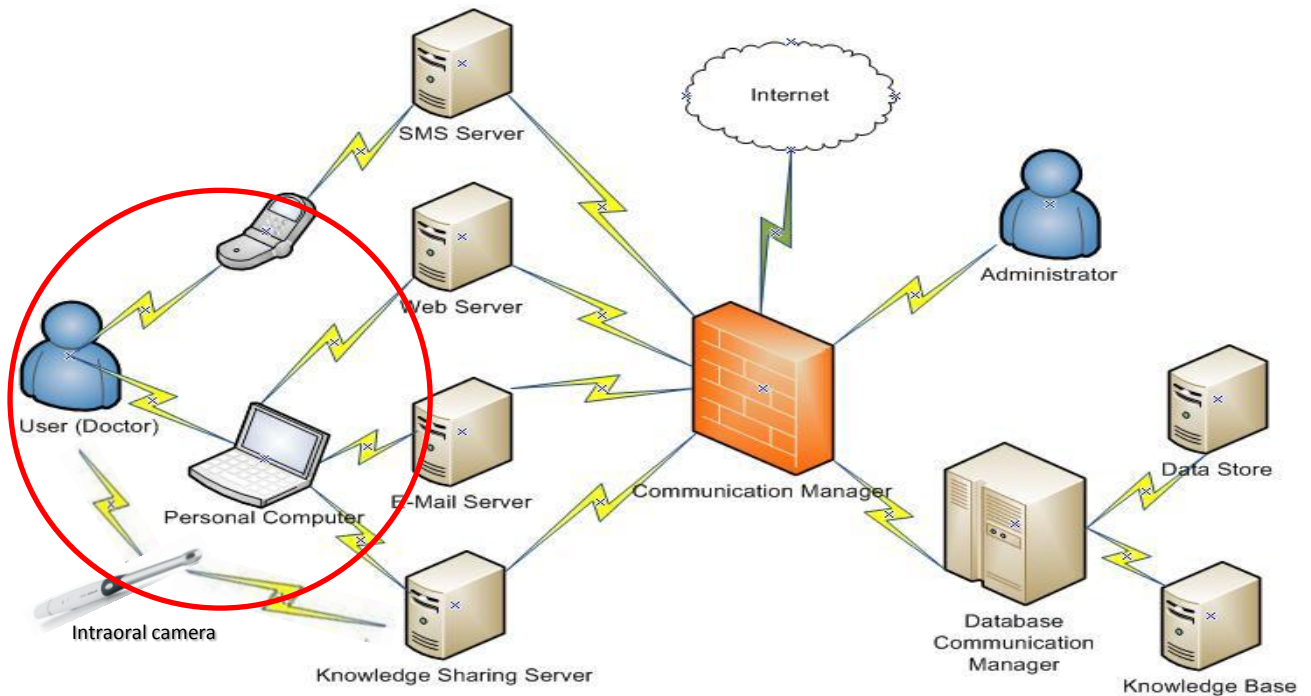 Internet
SMS Server
Administrator
Web Server
User (Doctor)
Data Store
Communication Manager
E-Mail Server
Personal Computer
Intraoral camera
Knowledge Sharing Server
Database
Communication
Manager
Knowledge Base